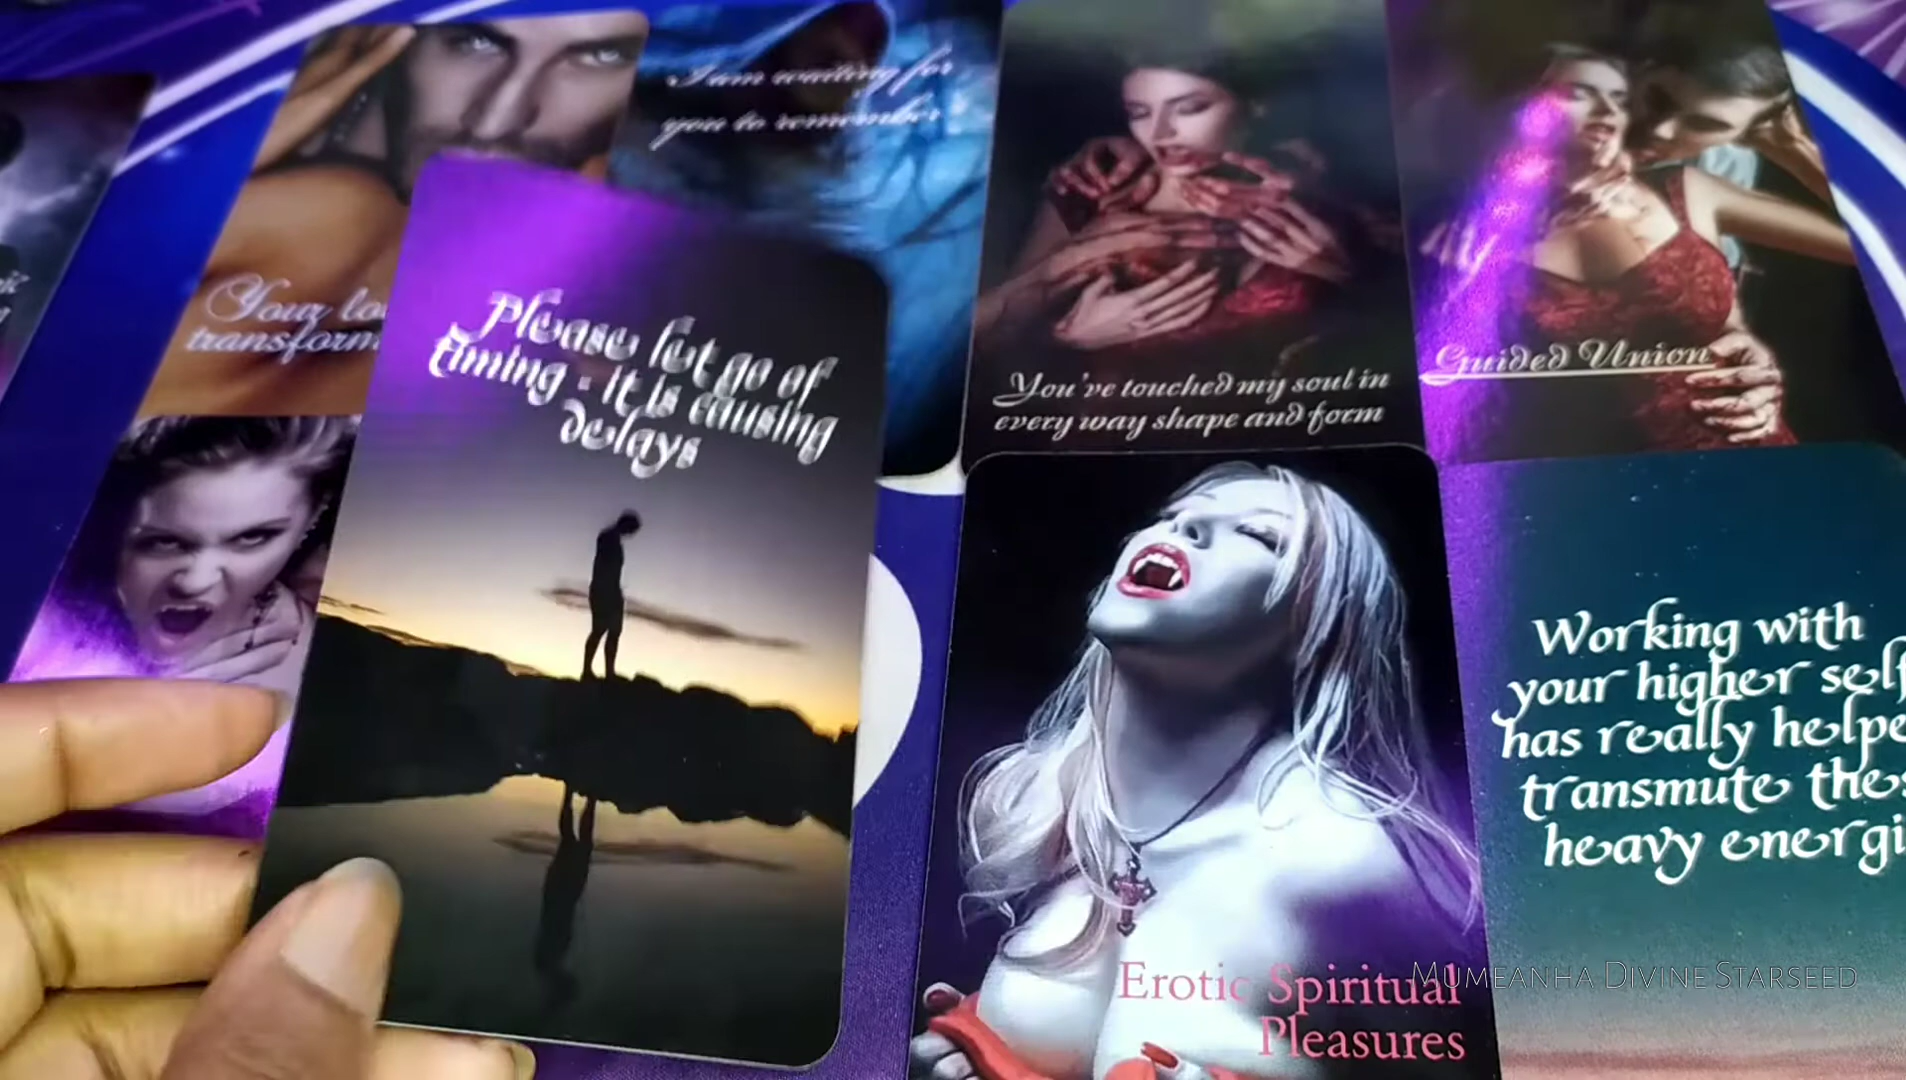 I am waiting for
you to remember
Your lo
transform
Please let go of
timing - it is causing
delays
You've touched my soul in
every way shape and form
Guided Union
Erotic Spiritual
Pleasures
Working with
your higher self
has really helpe
transmute thes
heavy energi
Mumeanha Divine Starseed